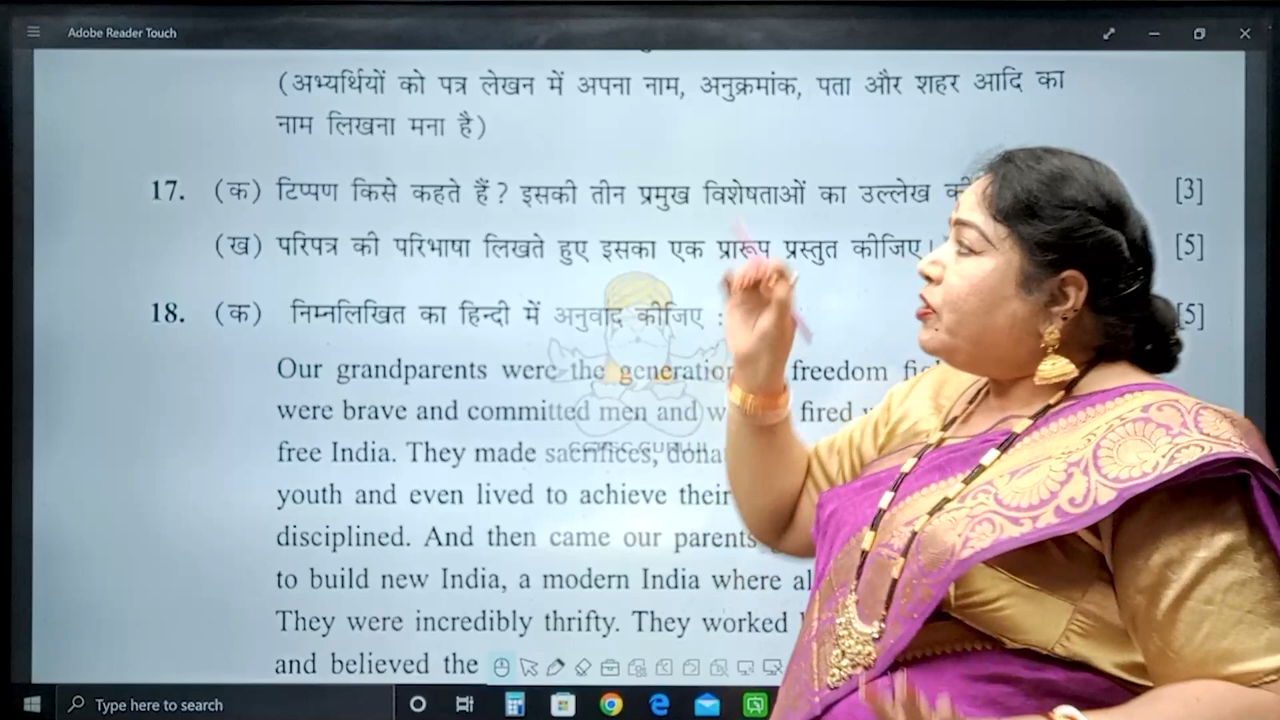 Adobe Reader Touch
(अभ्यर्थियों को पत्र लेखन में अपना नाम, अनुक्रमांक, पता और शहर आदि का
नाम लिखना मना है)
17. (क) टिप्पण किसे कहते हैं? इसकी तीन प्रमुख विशेषताओं का उल्लेख [3]
(ख) परिपत्र की परिभाषा लिखते हुए इसका एक प्रारूप प्रस्तुत कीजिए। [5]
18. (क) निम्नलिखित का हिन्दी में अनुवाद कीजिए : [5]
Our grandparents were the freedom
were brave and committed men and fired
free India. They made sacrifices,
youth and even lived to achieve their
disciplined. And then came our parents
to build new India, a modern India where
They were incredibly thrifty. They worked
and believed the
Type here to search